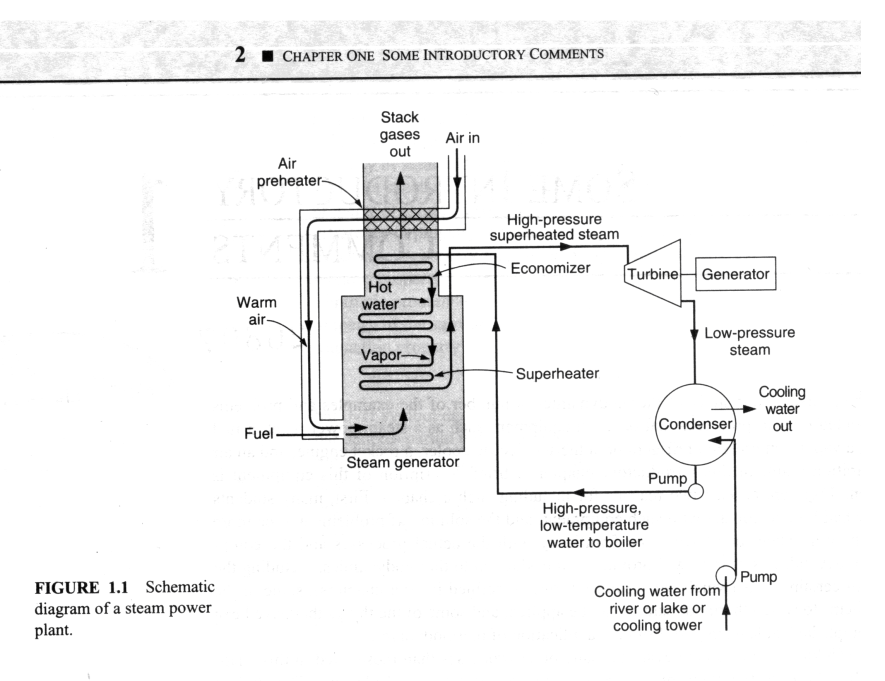 2 ■ CHAPTER ONE SOME INTRODUCTORY COMMENTS
Stack
gases
out
Air in
Air
preheater
High-pressure
superheated steam
Economizer
Turbine
Generator
Hot
water
Warm
air
Low-pressure
steam
Vapor
Superheater
Cooling
water
out
Condenser
Fuel
Steam generator
Pump
High-pressure,
low-temperature
water to boiler
FIGURE 1.1 Schematic
diagram of a steam power
plant.
Pump
Cooling water from
river or lake or
cooling tower